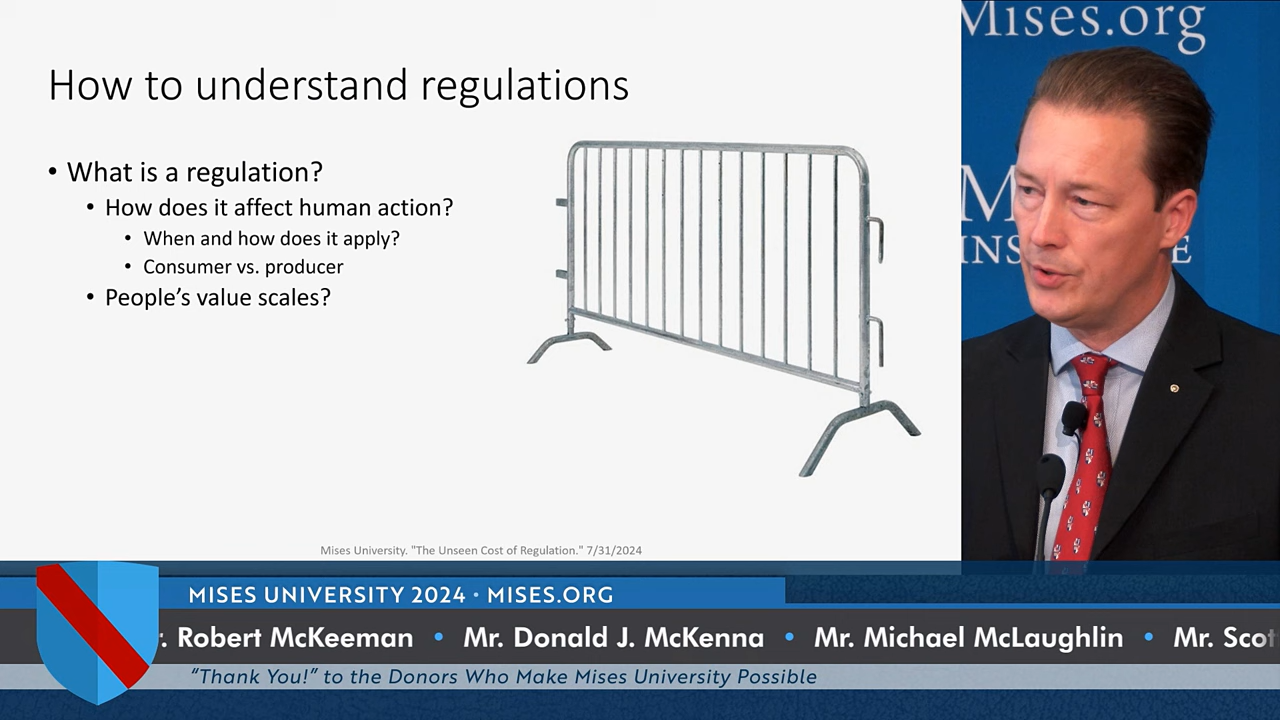 How to understand regulations
• What is a regulation?
• How does it affect human action?
• When and how does it apply?
• Consumer vs. producer
• People's value scales?
Mises University. "The Unseen Cost of Regulation." 7/31/2024
Mises.org
M
INS E
MISES UNIVERSITY 2024 • MISES.ORG
r. Robert McKeeman • Mr. Donald J. McKenna • Mr. Michael McLaughlin • Mr. Scot
“Thank You!” to the Donors Who Make Mises University Possible